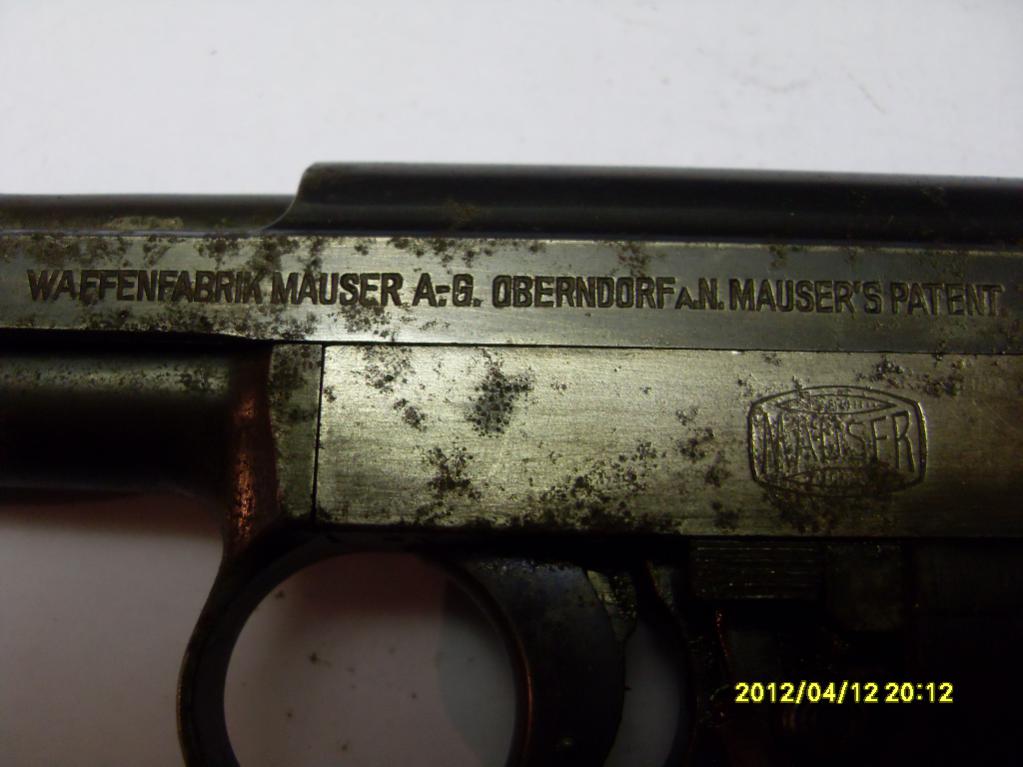 WAFFENFABRIK MAUSER A.-G. OBERNDORF A.N. MAUSER'S PATENT.
MAUSER
2012/04/12 20:12